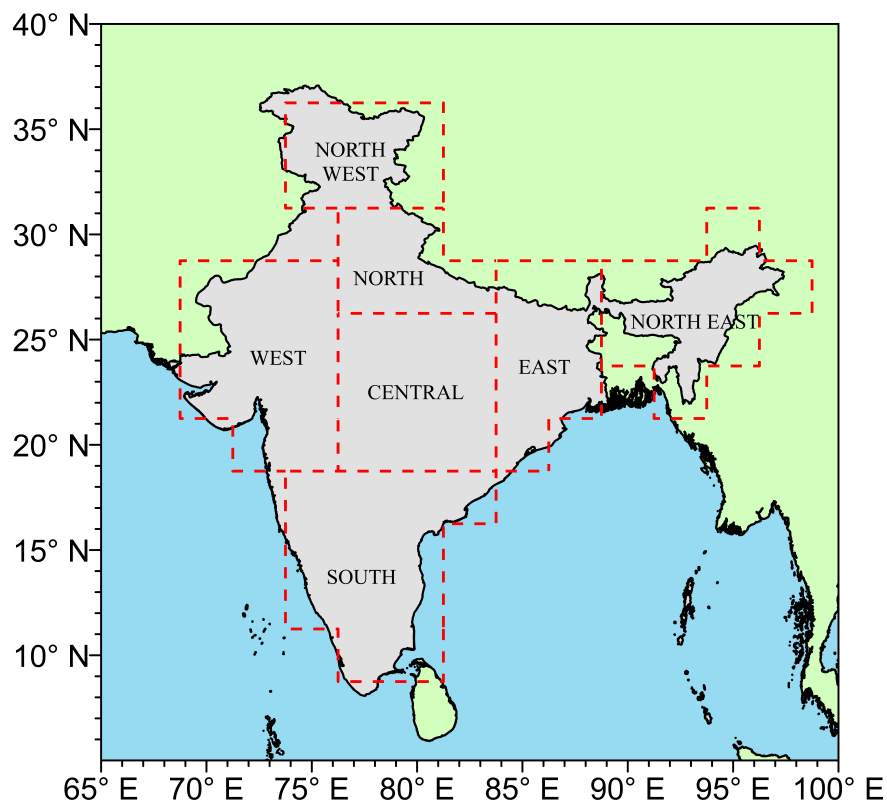 40° N
35° N
30° N
25° N
20° N
15° N
10° N
NORTH
WEST
NORTH
NORTH EAST
WEST
EAST
CENTRAL
SOUTH
65° E 70° E 75° E 80° E 85° E 90° E 95° E 100° E